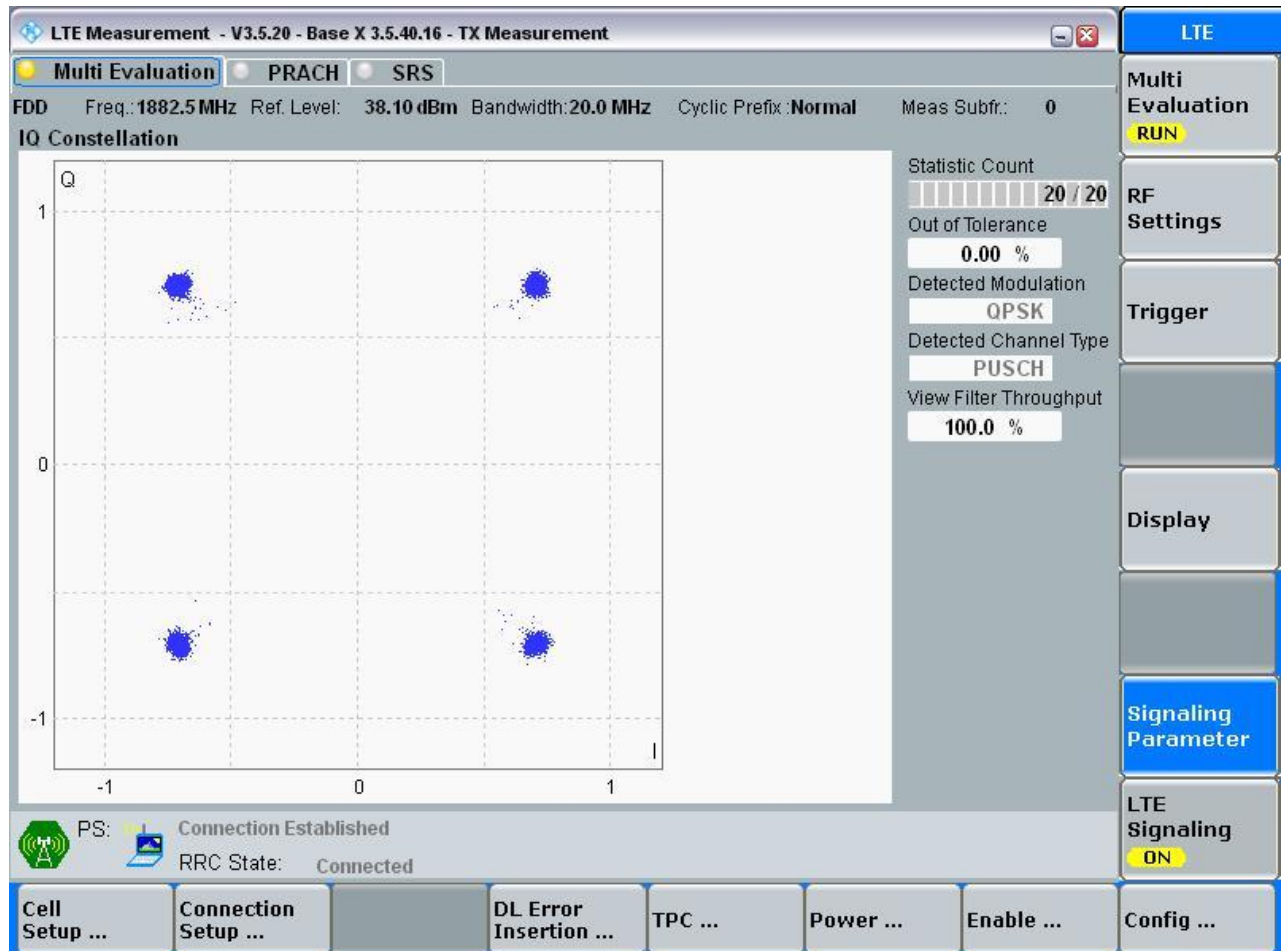 LTE Measurement - V3.5.20 - Base X 3.5.40.16 - TX Measurement
LTE
Multi Evaluation PRACH SRS
FDD Freq.:1882.5 MHz Ref. Level: 38.10 dBm Bandwidth:20.0 MHz Cyclic Prefix :Normal Meas Subfr.: 0
IQ Constellation
Q
1
0
-1
I
-1 0 1
Statistic Count
20 / 20
Out of Tolerance
0.00 %
Detected Modulation
QPSK
Detected Channel Type
PUSCH
View Filter Throughput
100.0 %
Multi
Evaluation
RUN
RF
Settings
Trigger
Display
Signaling
Parameter
LTE
Signaling
ON
PS: Connection Established
RRC State: Connected
Cell
Setup ...
Connection
Setup ...
DL Error
Insertion ...
TPC ...
Power ...
Enable ...
Config ...